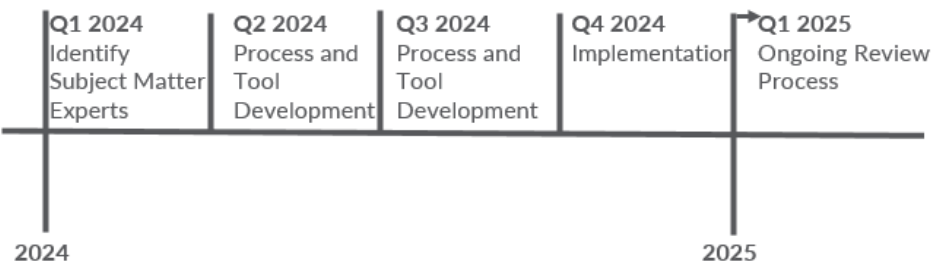 Q1 2024
Identify
Subject Matter
Experts
Q2 2024
Process and
Tool
Development
Q3 2024
Process and
Tool
Development
Q4 2024
Implementation
Q1 2025
Ongoing Review
Process
2024
2025